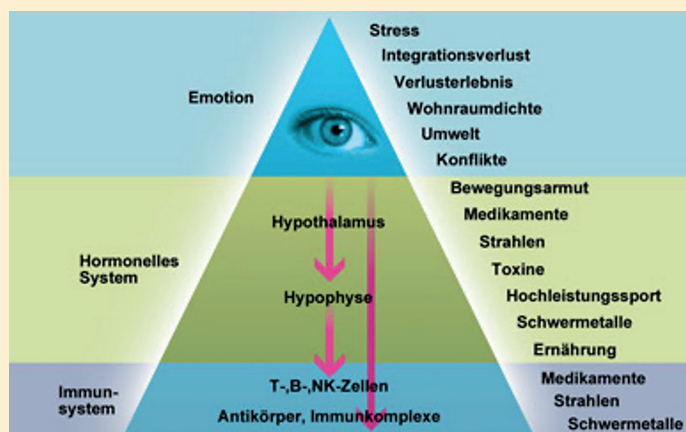 Stress
Integrationsverlust
Verlusterlebnis
Emotion
Wohnraumdichte
Umwelt
Konflikte
Bewegungsarmut
Hypothalamus
Medikamente
Strahlen
Hormonelles
System
Toxine
Hypophyse
Hochleistungssport
Schwermetalle
Ernährung
Immun-
system
T-,B-,NK-Zellen
Antikörper, Immunkomplexe
Medikamente
Strahlen
Schwermetalle